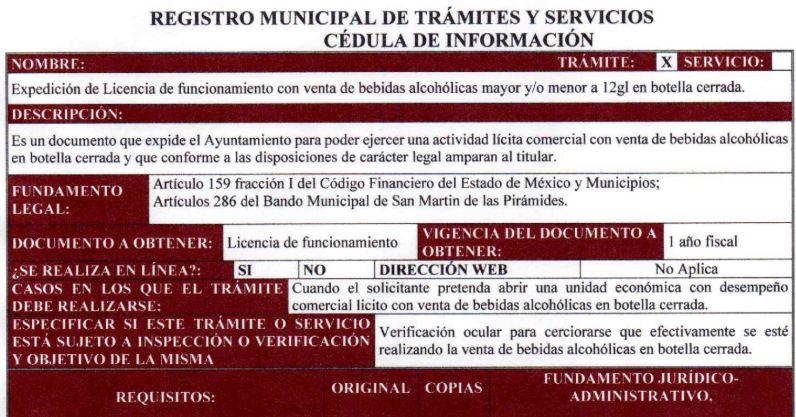 REGISTRO MUNICIPAL DE TRÁMITES Y SERVICIOS
CÉDULA DE INFORMACIÓN
NOMBRE: TRÁMITE: X SERVICIO:
Expedición de Licencia de funcionamiento con venta de bebidas alcohólicas mayor y/o menor a 12gl en botella cerrada.
DESCRIPCIÓN:
Es un documento que expide el Ayuntamiento para poder ejercer una actividad lícita comercial con venta de bebidas alcohólicas
en botella cerrada y que conforme a las disposiciones de carácter legal amparan al titular.
FUNDAMENTO
LEGAL:
Artículo 159 fracción I del Código Financiero del Estado de México y Municipios;
Artículos 286 del Bando Municipal de San Martin de las Pirámides.
DOCUMENTO A OBTENER: Licencia de funcionamiento
VIGENCIA DEL DOCUMENTO A
OBTENER:
1 año fiscal
¿SE REALIZA EN LÍNEA?: SI NO DIRECCIÓN WEB No Aplica
CASOS EN LOS QUE EL TRÁMITE
DEBE REALIZARSE:
Cuando el solicitante pretenda abrir una unidad económica con desempeño
comercial licito con venta de bebidas alcohólicas en botella cerrada.
ESPECIFICAR SI ESTE TRÁMITE O SERVICIO
ESTÁ SUJETO A INSPECCIÓN O VERIFICACIÓN
Y OBJETIVO DE LA MISMA
Verificación ocular para cerciorarse que efectivamente se esté
realizando la venta de bebidas alcohólicas en botella cerrada.
REQUISITOS:
ORIGINAL COPIAS
FUNDAMENTO JURÍDICO-
ADMINISTRATIVO.